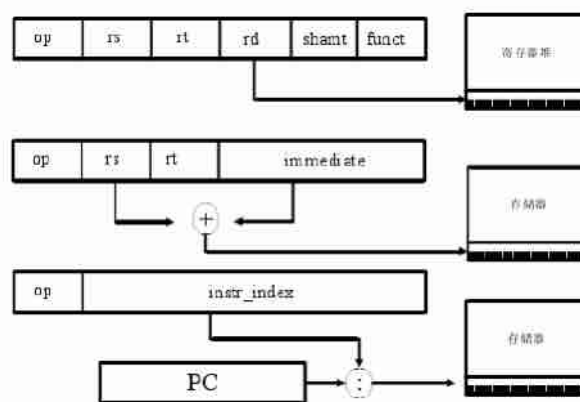 op rs rt rd shamt funct
寄存器堆
op rs rt immediate
+
存储器
op instr_index
存储器
PC
: